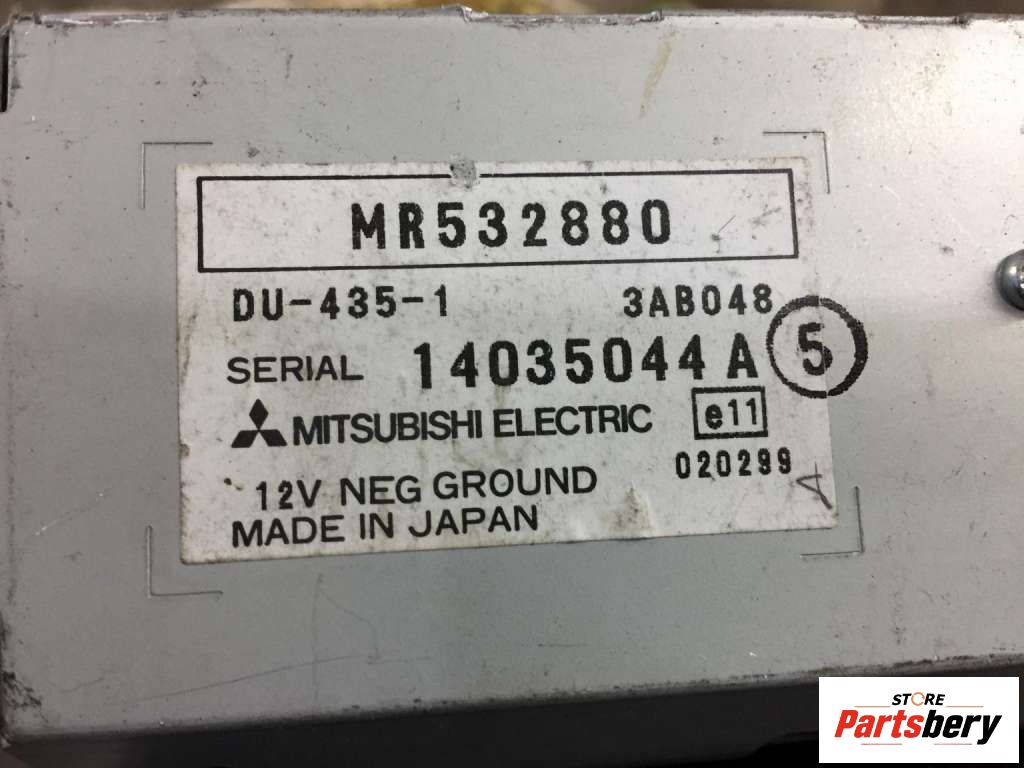 MR532880
DU-435-1 3AB048
SERIAL 14035044A 5
MITSUBISHI ELECTRIC e11
020299
12V NEG GROUND
MADE IN JAPAN
A
STORE
Partsbery